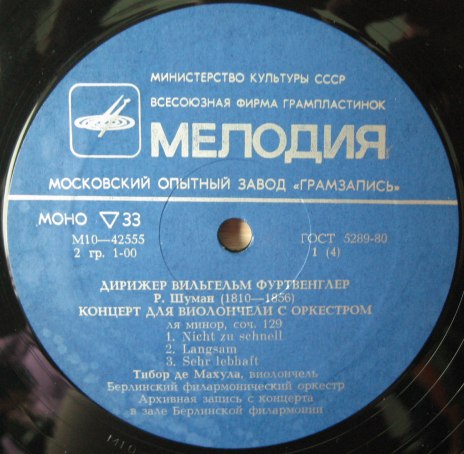 МИНИСТЕРСТВО КУЛЬТУРЫ СССР
ВСЕСОЮЗНАЯ ФИРМА ГРАМПЛАСТИНОК
МЕЛОДИЯ
МОСКОВСКИЙ ОПЫТНЫЙ ЗАВОД «ГРАМЗАПИСЬ»
МОНО 33
М10—42555 ГОСТ 5289-80
2 гр. 1-00 1 (4)
ДИРИЖЕР ВИЛЬГЕЛЬМ ФУРТВЕНГЛЕР
Р. Шуман (1810—1856)
КОНЦЕРТ ДЛЯ ВИОЛОНЧЕЛИ С ОРКЕСТРОМ
ля минор, соч. 129
1. Nicht zu schnell
2. Langsam
3. Sehr lebhaft
Тибор де Махула, виолончель
Берлинский филармонический оркестр
Архивная запись с концерта
в зале Берлинской филармонии